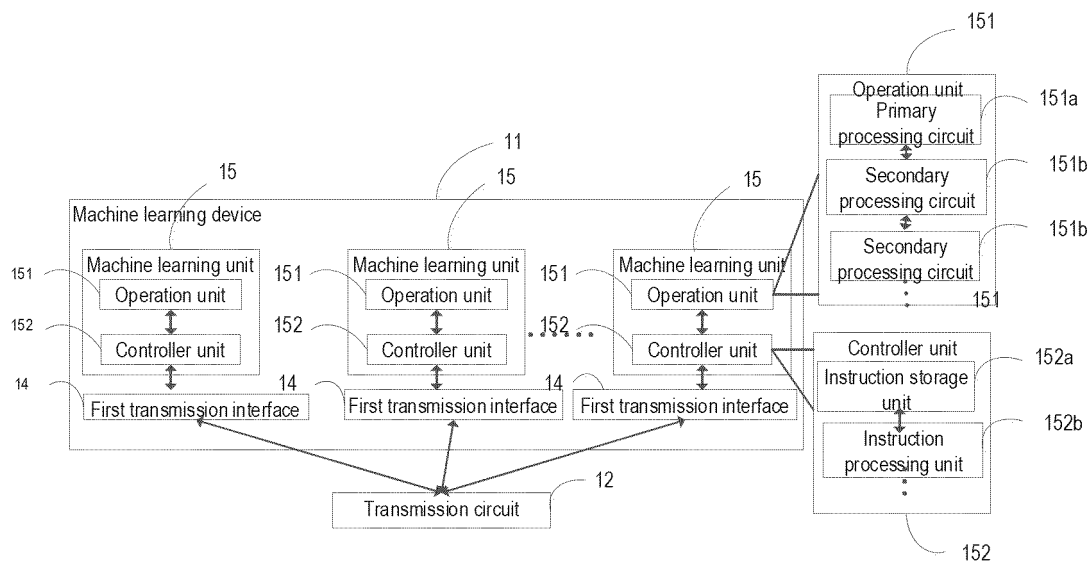 151
Operation unit
Primary
processing circuit
151a
Secondary
processing circuit
151b
Secondary
processing circuit
151b
151
11
15
15
15
Machine learning device
Machine learning unit
Machine learning unit
Machine learning unit
151
Operation unit
151
Operation unit
151
Operation unit
152
Controller unit
152
Controller unit
152
Controller unit
14
First transmission interface
14
First transmission interface
14
First transmission interface
12
Transmission circuit
Controller unit
Instruction storage
unit
152a
Instruction
processing unit
152b
152